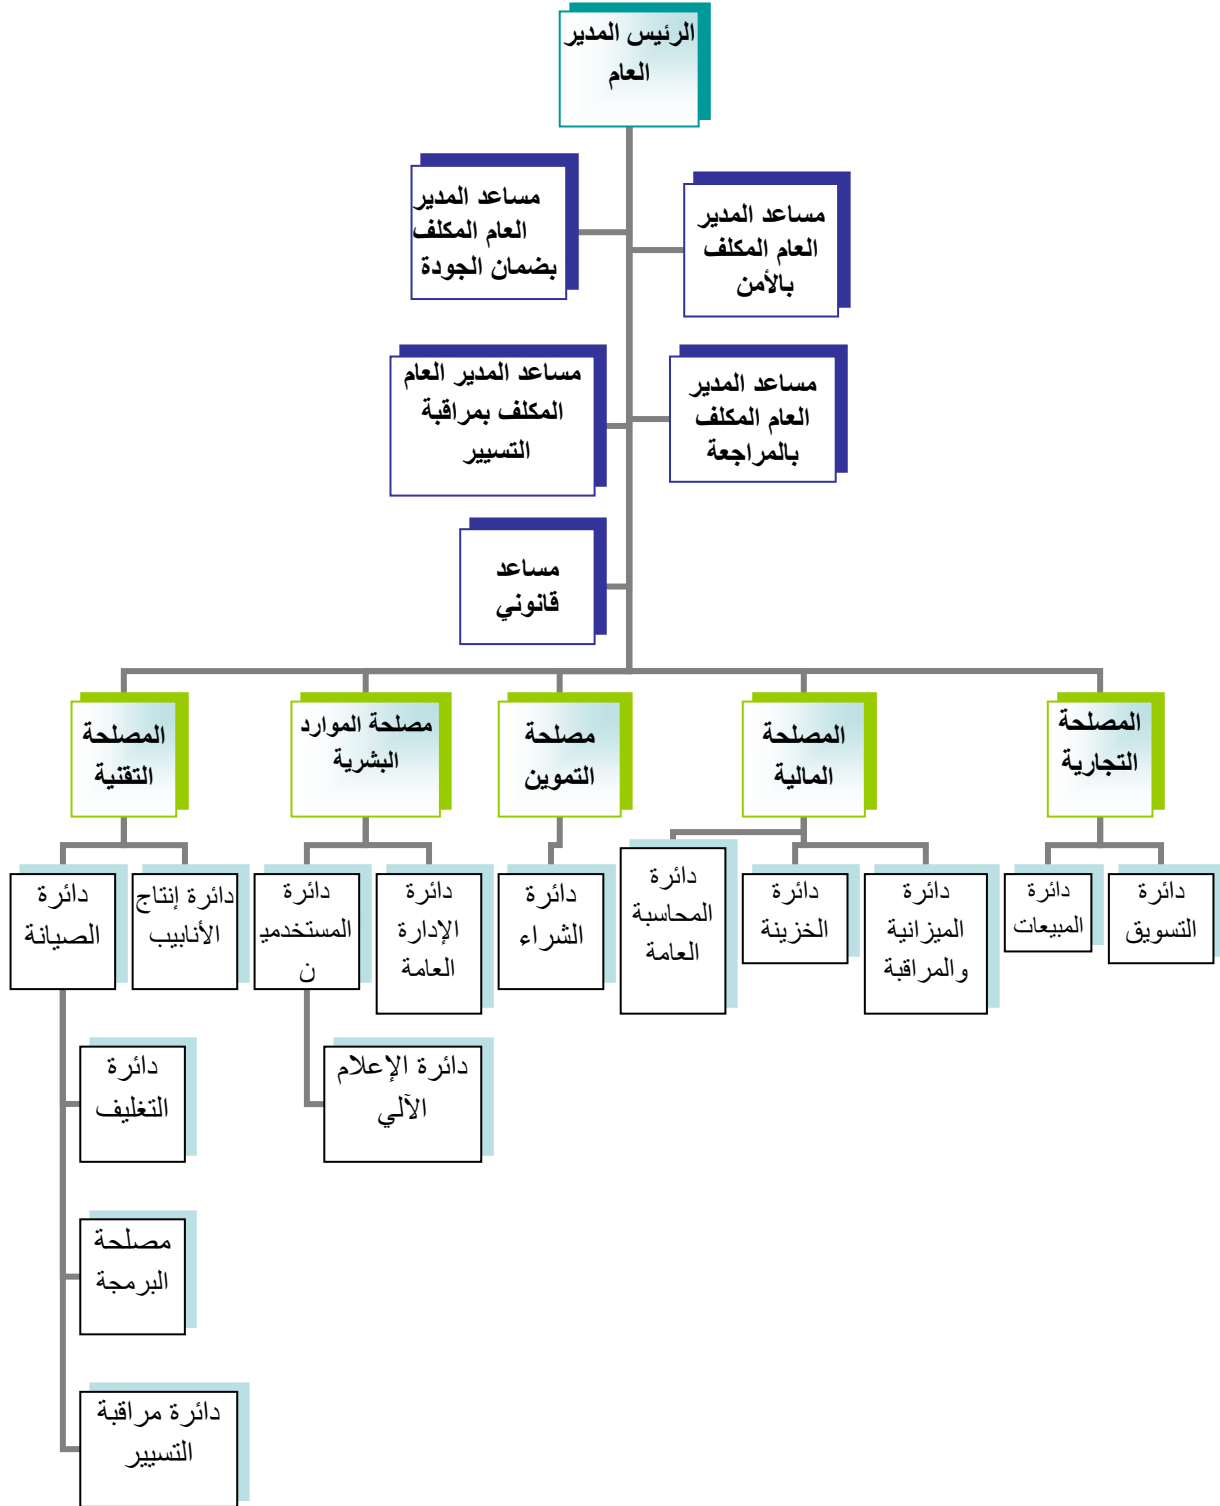 الرئيس المدير
العام
مساعد المدير
العام المكلف
بالأمن
مساعد المدير
العام المكلف
بضمان الجودة
مساعد المدير
العام المكلف
بالمراجعة
مساعد المدير العام
المكلف بمراقبة
التسيير
مساعد
قانوني
المصلحة
التجارية
المصلحة
المالية
مصلحة
التموين
مصلحة الموارد
البشرية
المصلحة
التقنية
دائرة
التسويق
دائرة
المبيعات
دائرة
الميزانية
والمراقبة
دائرة
الخزينة
دائرة
المحاسبة
العامة
دائرة
الشراء
دائرة
الإدارة
العامة
دائرة
المستخدمي
ن
دائرة إنتاج
الأنابيب
دائرة
الصيانة
دائرة الإعلام
الآلي
دائرة
التغليف
مصلحة
البرمجة
دائرة مراقبة
التسيير